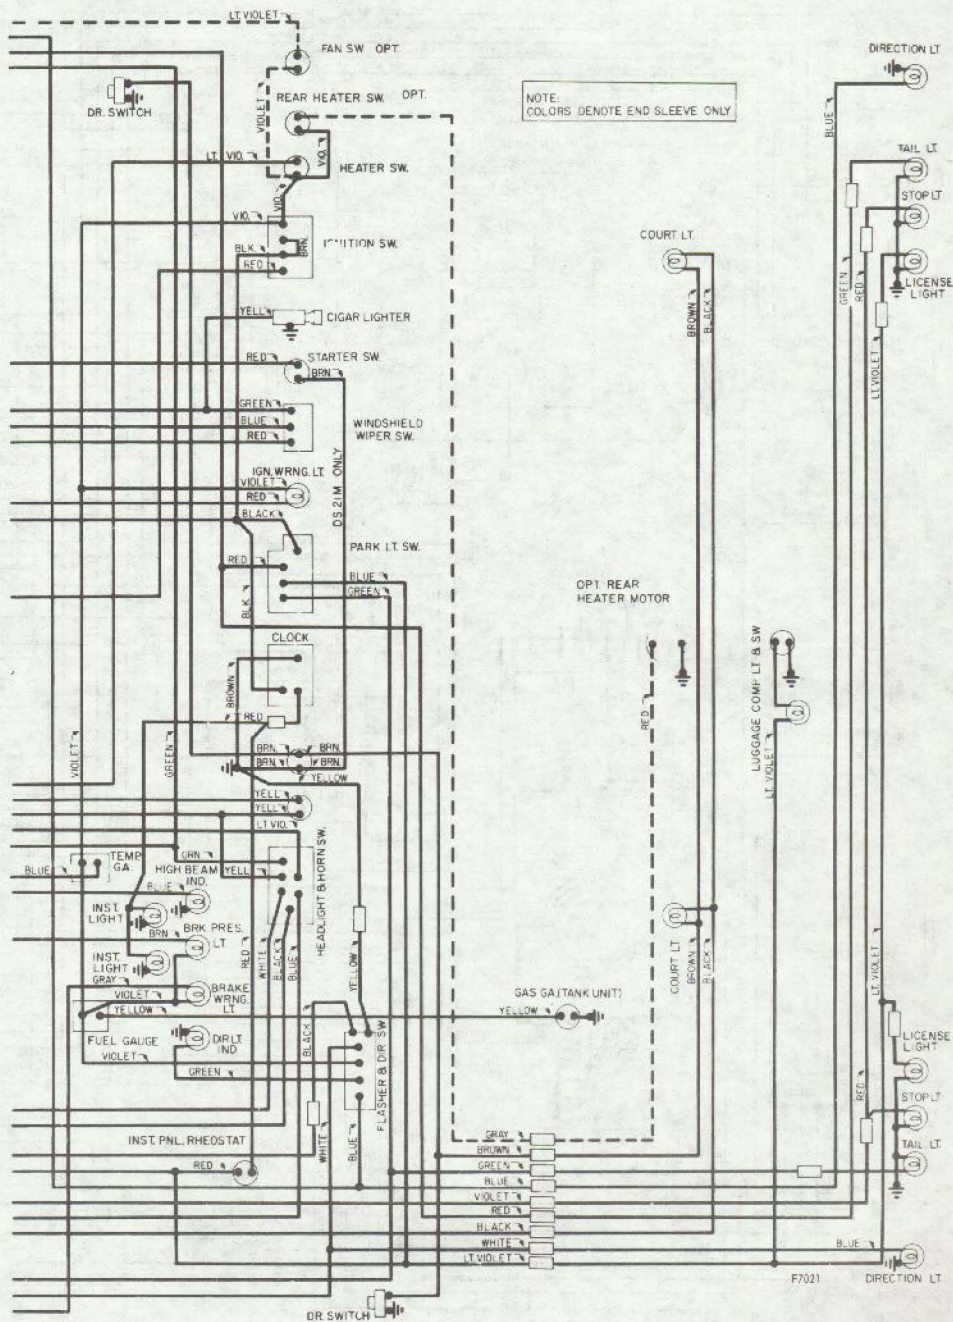 LT. VIOLET
FAN SW. OPT.
DIRECTION LT.
VIOLET
REAR HEATER SW. OPT.
NOTE:
COLORS DENOTE END SLEEVE ONLY.
DR. SWITCH
BLUE
TAIL LT.
LT. VIO.
VIO.
HEATER SW.
STOP LT
VIO.
VIO.
COURT LT.
BLK.
BRN.
IGNITION SW.
RED
LICENSE
LIGHT
GREEN
RED
BROWN
BLACK
YELL
CIGAR LIGHTER
LT. VIOLET
RED
STARTER SW.
BRN.
GREEN
BLUE
RED
WINDSHIELD
WIPER SW.
DS 21M ONLY
IGN. WRNG. LT.
VIOLET
RED
BLACK
PARK LT. SW.
RED
BLUE
GREEN
OPT. REAR
HEATER MOTOR
BLK.
CLOCK
BROWN
RED
RED
LUGGAGE COMP LT & SW
LT. VIOLET
VIOLET
GREEN
BRN.
BRN.
BRN.
BRN.
YELLOW
YELL
YELL
LT VIO.
TEMP
GA.
BLUE
GRN
HIGH BEAM
IND.
YELL
BLUE
HEADLIGHT & HORN SW.
INST.
LIGHT
BRN
BRK PRES.
LT
COURT LT
INST.
LIGHT
RED
WHITE
BLACK
BLUE
YELLOW
BROWN
BLACK
LT. VIOLET
GRAY
VIOLET
BRAKE
WRNG.
LT.
YELLOW
GAS GA. (TANK UNIT)
YELLOW
BLACK
FUEL GAUGE
DR LT
IND
VIOLET
GREEN
FLASHER & DIR. SW
LICENSE
LIGHT
RED
STOP LT
INST. PNL. RHEOSTAT
RED
WHITE
BLUE
GRAY
BROWN
GREEN
BLUE
VIOLET
RED
BLACK
WHITE
LT. VIOLET
TAIL LT.
BLUE
F7021
DIRECTION LT.
DR. SWITCH